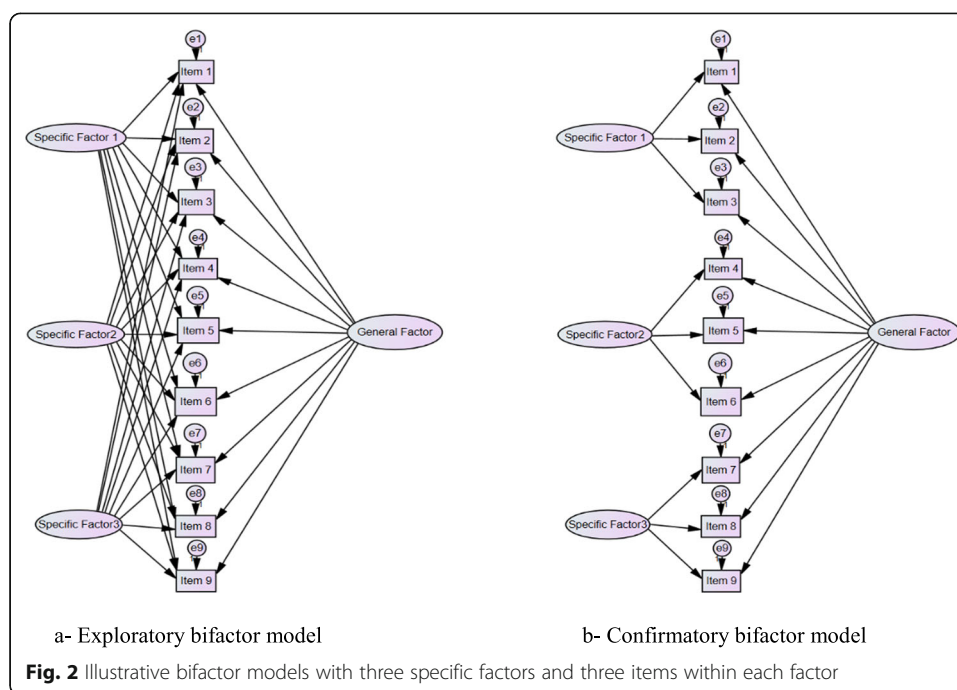 e1
Item 1
e2
Specific Factor 1
Item 2
e3
Item 3
e4
Item 4
e5
Specific Factor2
Item 5
General Factor
e6
Item 6
e7
Item 7
e8
Specific Factor3
Item 8
e9
Item 9
a- Exploratory bifactor model
e1
Item 1
e2
Specific Factor 1
Item 2
e3
Item 3
e4
Item 4
e5
Specific Factor2
Item 5
General Factor
e6
Item 6
e7
Item 7
e8
Specific Factor3
Item 8
e9
Item 9
b- Confirmatory bifactor model
Fig. 2 Illustrative bifactor models with three specific factors and three items within each factor